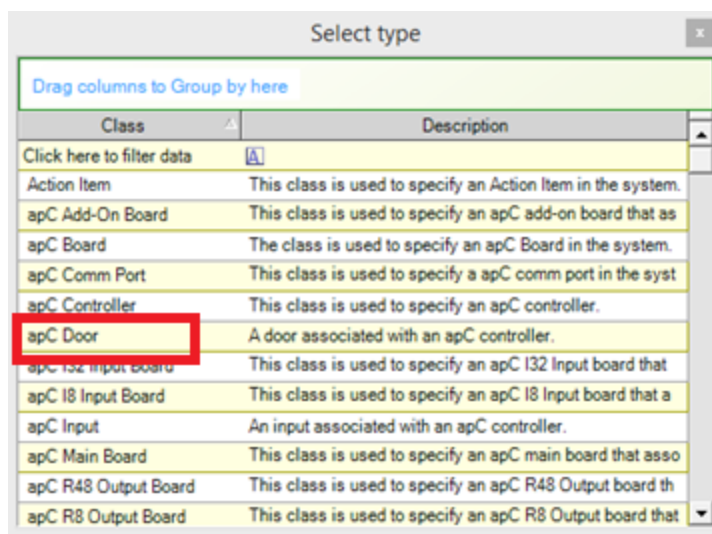 Select type
x
Drag columns to Group by here
Class Description
Click here to filter data A
Action Item This class is used to specify an Action Item in the system.
apC Add-On Board This class is used to specify an apC add-on board that as
apC Board The class is used to specify an apC Board in the system.
apC Comm Port This class is used to specify a apC comm port in the syst
apC Controller This class is used to specify an apC controller.
apC Door A door associated with an apC controller.
apC I32 Input Board This class is used to specify an apC I32 Input board that
apC I8 Input Board This class is used to specify an apC I8 Input board that a
apC Input An input associated with an apC controller.
apC Main Board This class is used to specify an apC main board that asso
apC R48 Output Board This class is used to specify an apC R48 Output board th
apC R8 Output Board This class is used to specify an apC R8 Output board that